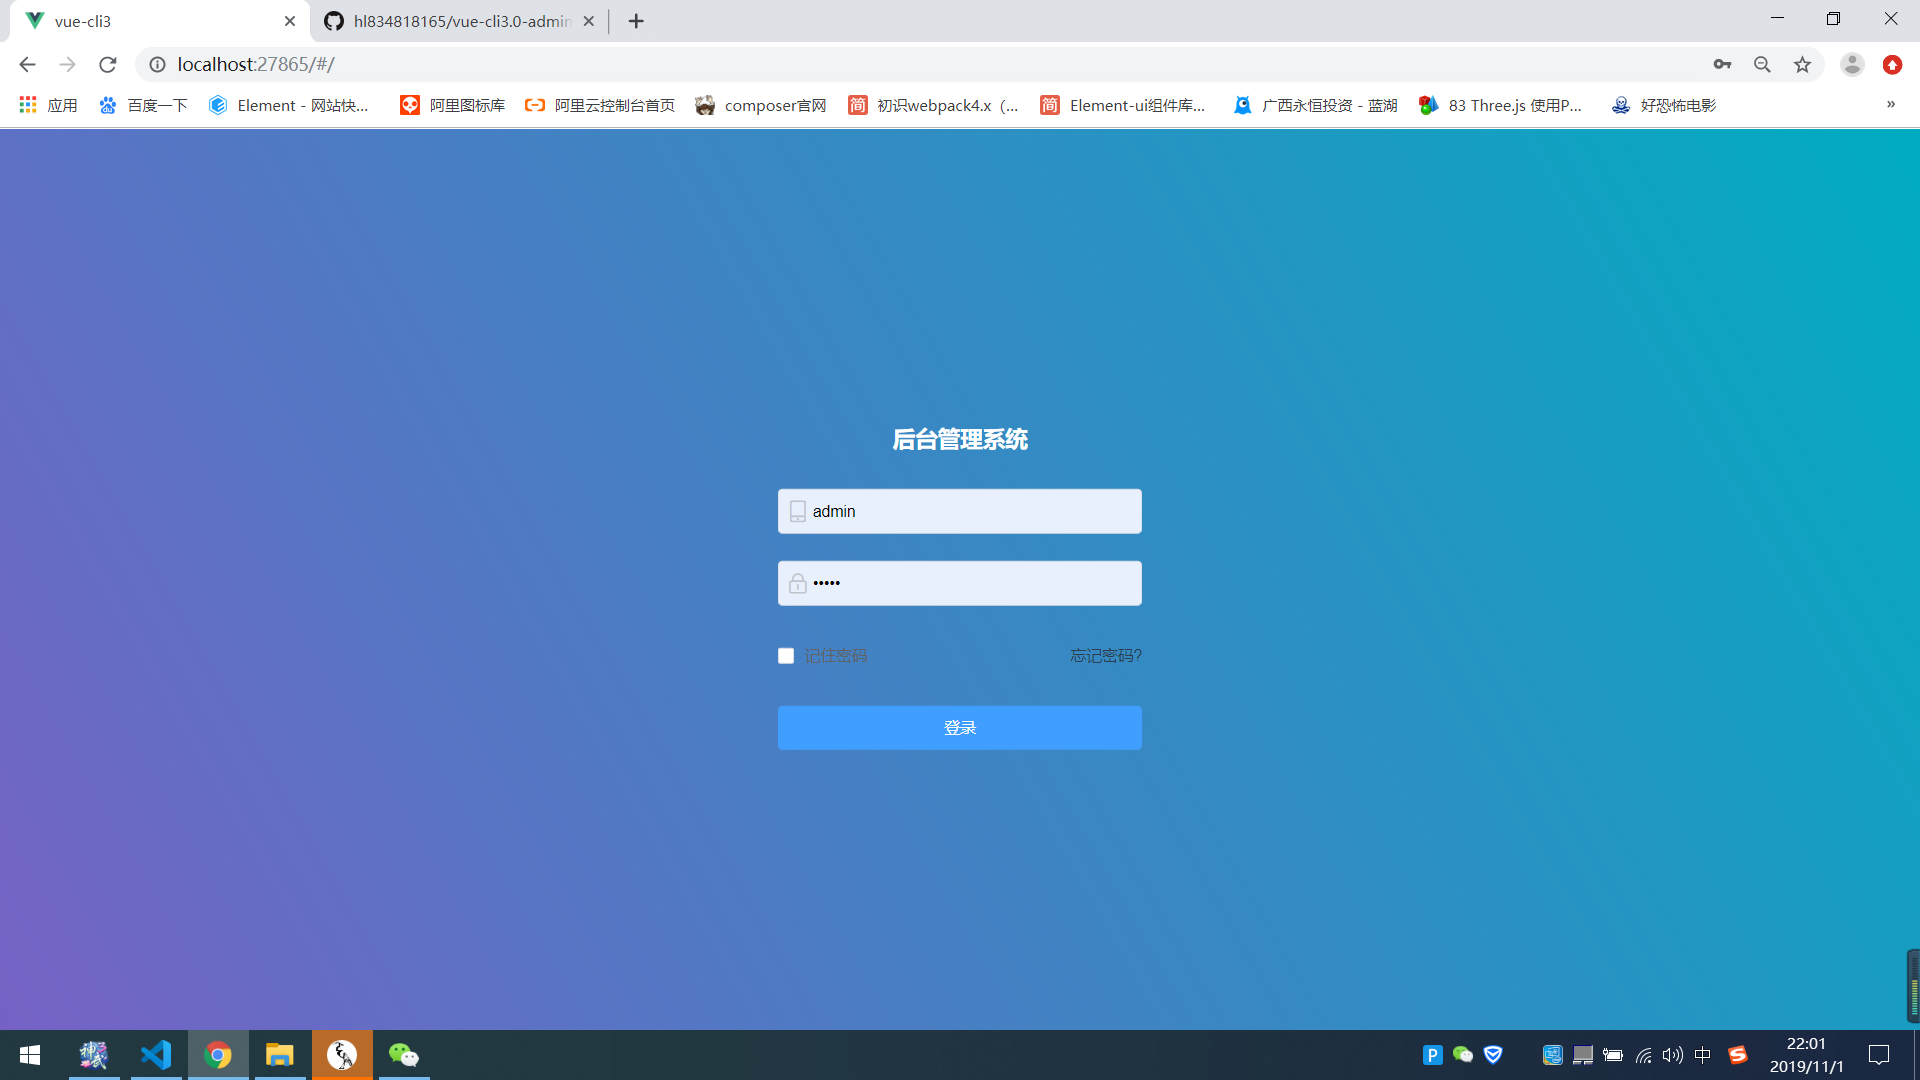 vue-cli3
hl834818165/vue-cli3.0-admin
localhost:27865/#/
应用
百度一下
Element - 网站快...
阿里图标库
阿里云控制台首页
composer官网
简
初识webpack4.x（...
简
Element-ui组件库...
广西永恒投资 - 蓝湖
83 Three.js 使用P...
好恐怖电影
»
后台管理系统
admin
•••••
记住密码
忘记密码?
登录
神武
P
中
S
22:01
2019/11/1